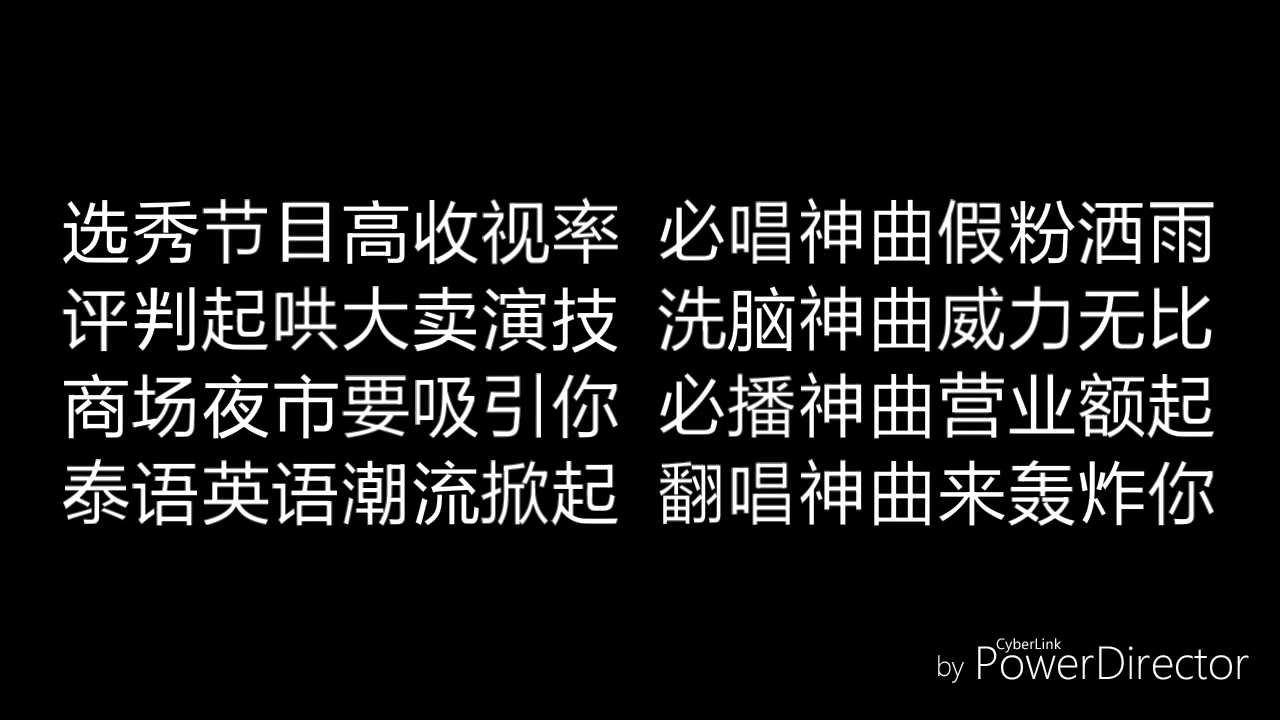 选秀节目高收视率 必唱神曲假粉洒雨
评判起哄大卖演技 洗脑神曲威力无比
商场夜市要吸引你 必播神曲营业额起
泰语英语潮流掀起 翻唱神曲来轰炸你
CyberLink
by PowerDirector